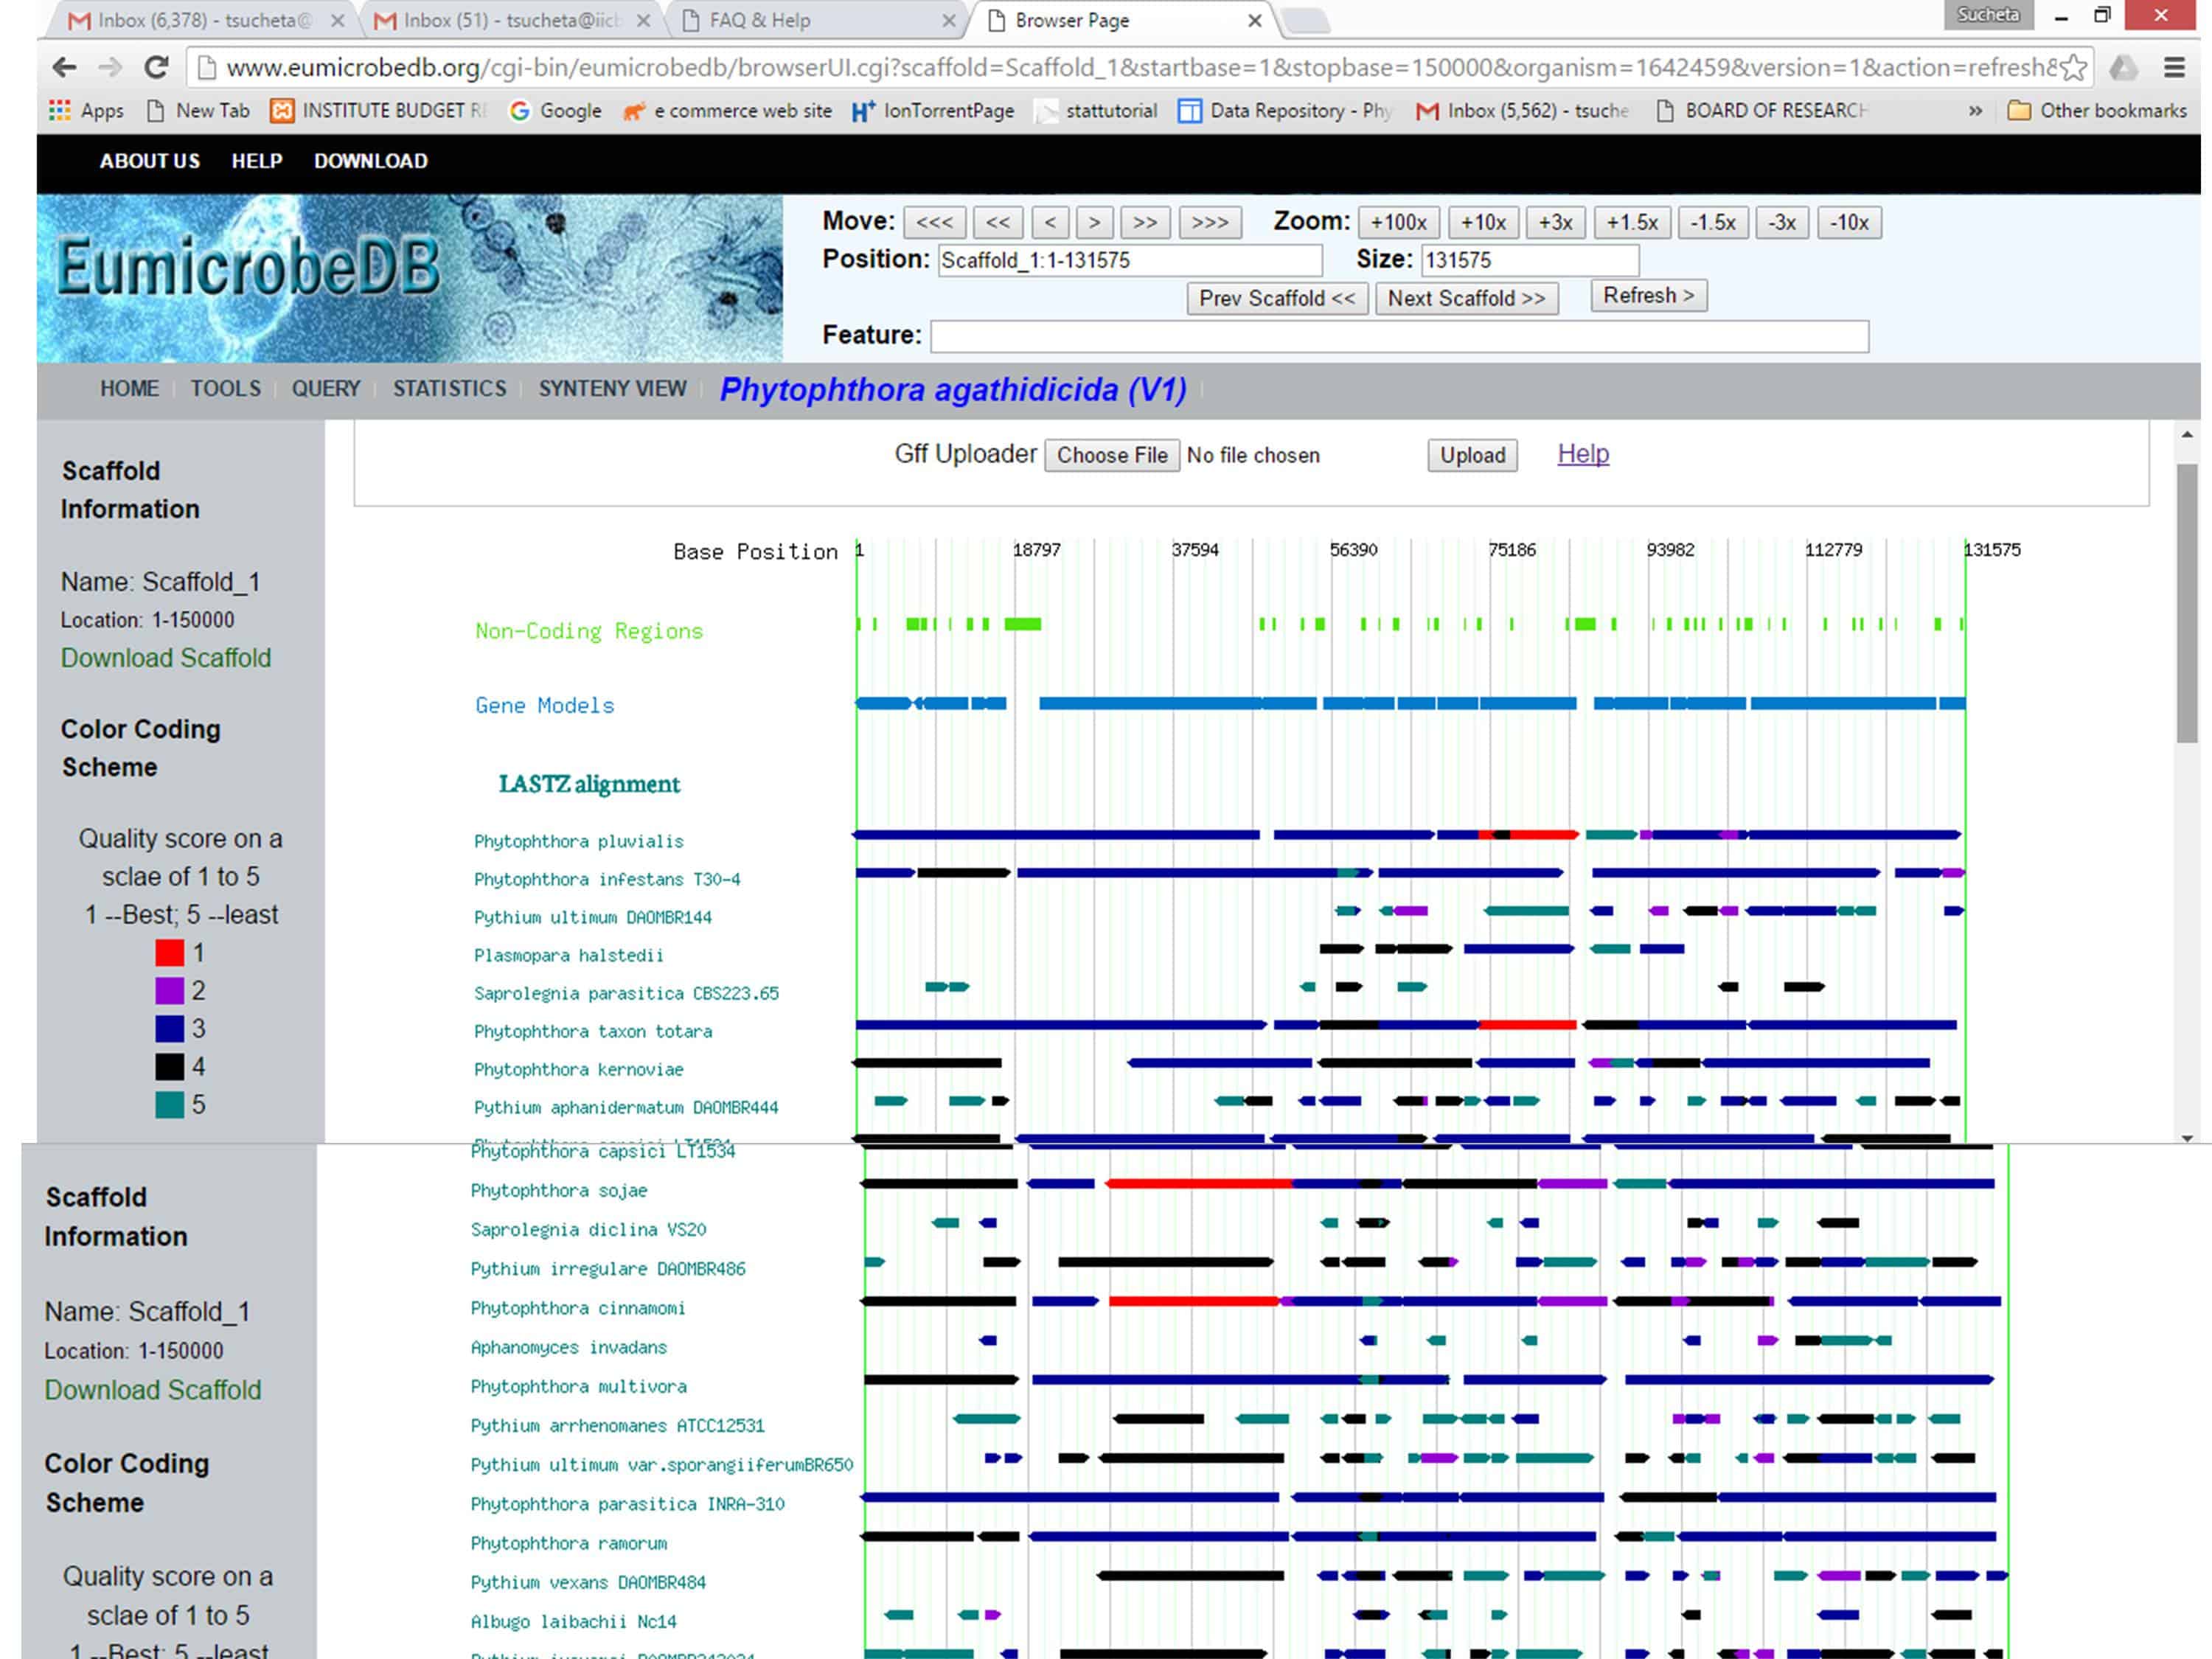 Inbox (6,378) - tsucheta@
Inbox (51) - tsucheta@iicb
FAQ & Help
Browser Page
Sucheta
www.eumicrobedb.org/cgi-bin/eumicrobedb/browserUI.cgi?scaffold=Scaffold_1&startbase=1&stopbase=150000&organism=1642459&version=1&action=refresh&
Apps
New Tab
INSTITUTE BUDGET RE
Google
e commerce web site
IonTorrentPage
stattutorial
Data Repository - Phy
Inbox (5,562) - tsuche
BOARD OF RESEARCH
»
Other bookmarks
ABOUT US HELP DOWNLOAD
EumicrobeDB
Move: <<< << < > >> >>> Zoom: +100x +10x +3x +1.5x -1.5x -3x -10x
Position: Scaffold_1:1-131575 Size: 131575
Prev Scaffold << Next Scaffold >> Refresh >
Feature:
HOME TOOLS QUERY STATISTICS SYNTENY VIEW Phytophthora agathidicida (V1)
Gff Uploader Choose File No file chosen Upload Help
Scaffold
Information
Name: Scaffold_1
Location: 1-150000
Download Scaffold
Color Coding
Scheme
Quality score on a
sclae of 1 to 5
1 --Best; 5 --least
1
2
3
4
5
Base Position 1 18797 37594 56390 75186 93982 112779 131575
Non-Coding Regions
Gene Models
LASTZ alignment
Phytophthora pluvialis
Phytophthora infestans T30-4
Pythium ultimum DAOMBR144
Plasmopara halstedii
Saprolegnia parasitica CBS223.65
Phytophthora taxon totara
Phytophthora kernoviae
Pythium aphanidermatum DAOMBR444
Phytophthora capsici LT1534
Phytophthora capsici LT1534
Phytophthora sojae
Saprolegnia diclina VS20
Pythium irregulare DAOMBR486
Phytophthora cinnamomi
Aphanomyces invadans
Phytophthora multivora
Pythium arrhenomanes ATCC12531
Pythium ultimum var.sporangiiferumBR650
Phytophthora parasitica INRA-310
Phytophthora ramorum
Pythium vexans DAOMBR484
Albugo laibachii Nc14
Scaffold
Information
Name: Scaffold_1
Location: 1-150000
Download Scaffold
Color Coding
Scheme
Quality score on a
sclae of 1 to 5
1 --Best; 5 --least